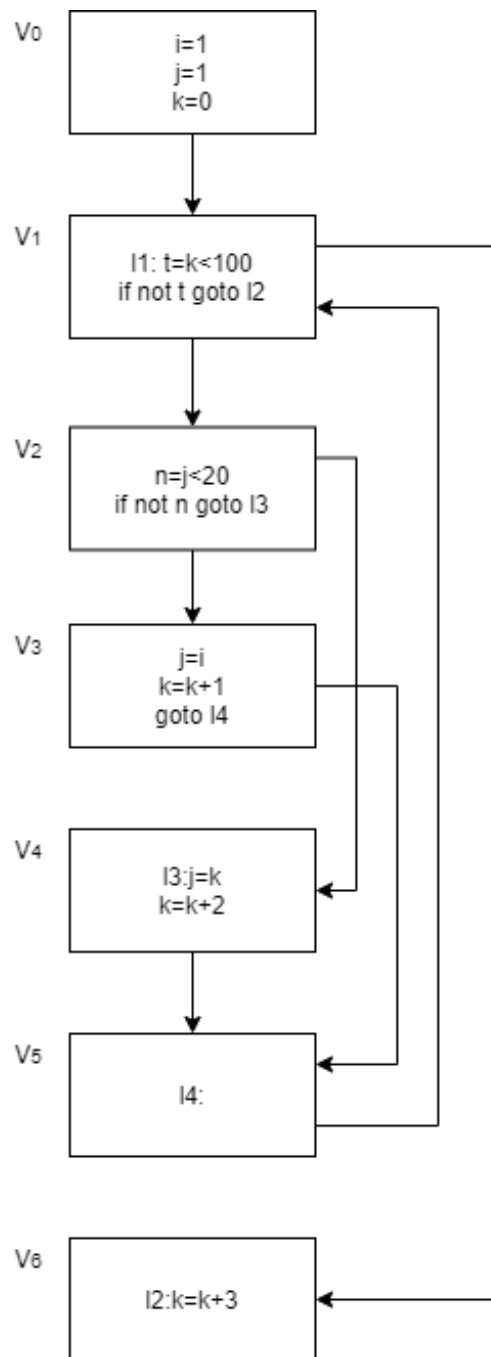 V0
i=1
j=1
k=0
V1
l1: t=k<100
if not t goto l2
V2
n=j<20
if not n goto l3
V3
j=i
k=k+1
goto l4
V4
l3:j=k
k=k+2
V5
l4:
V6
l2:k=k+3